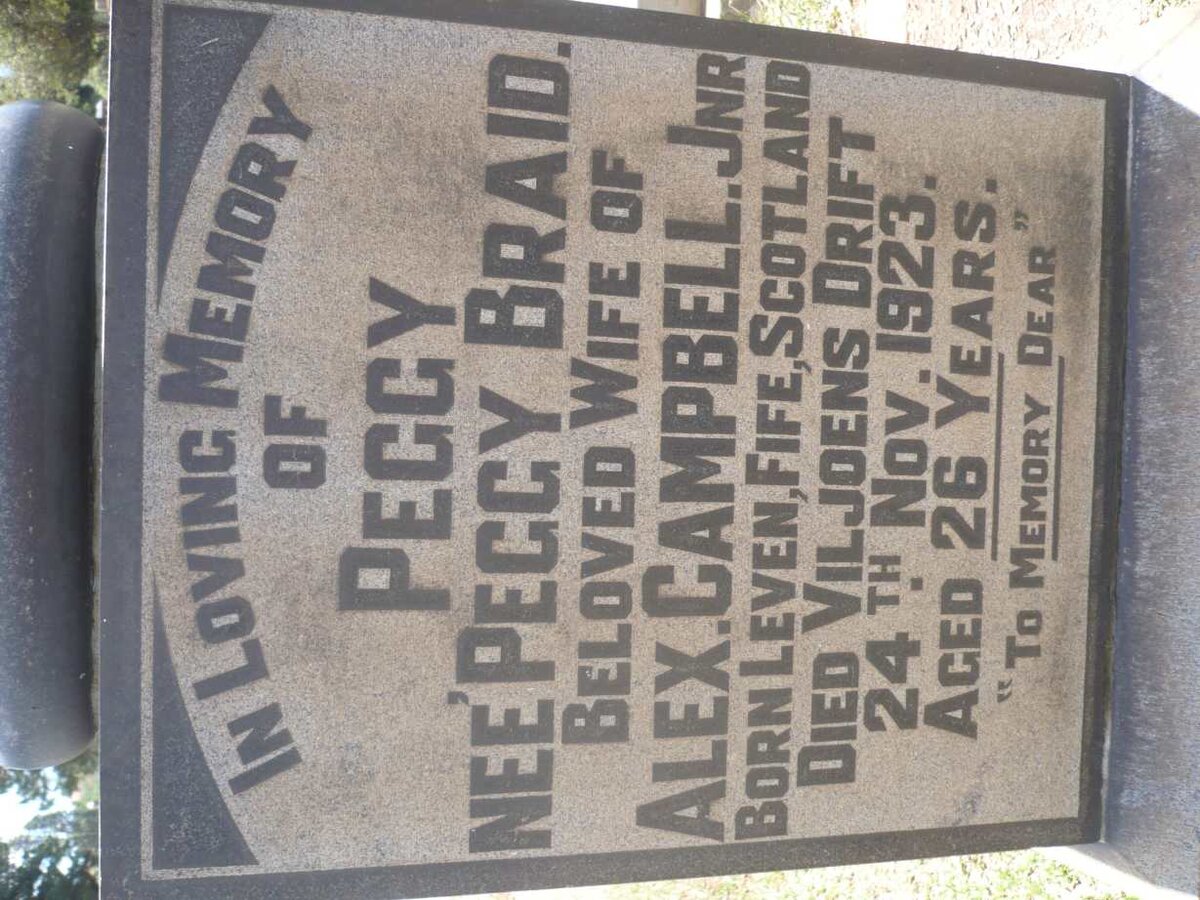 IN LOVING MEMORY
OF
PEGGY
NEE' PEGGY BRAID.
BELOVED WIFE OF
ALEX. CAMPBELL. JNR
BORN LEVEN, FIFE, SCOTLAND
DIED VILJOENS DRIFT
24TH. NOV. 1923.
AGED 26 YEARS.
"TO MEMORY DEAR"